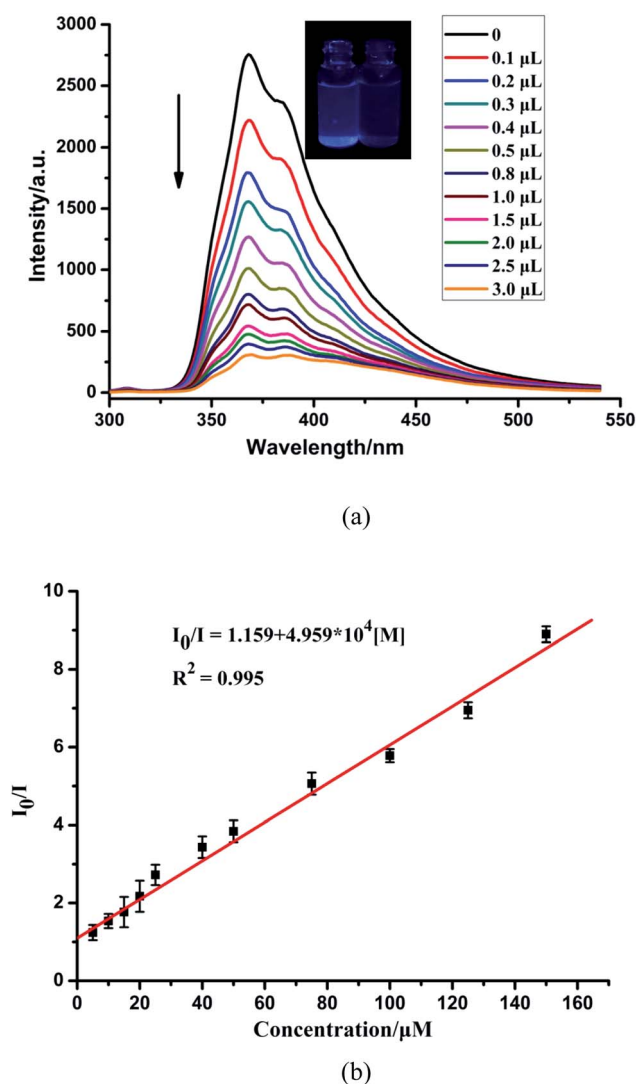 3000
2500
2000
1500
1000
500
0
Intensity/a.u.
300 350 400 450 500 550
Wavelength/nm
0
0.1 µL
0.2 µL
0.3 µL
0.4 µL
0.5 µL
0.8 µL
1.0 µL
1.5 µL
2.0 µL
2.5 µL
3.0 µL
(a)
10
8
6
4
2
0
I0/I
I0/I = 1.159+4.959*10^4[M]
R^2 = 0.995
0 20 40 60 80 100 120 140 160
Concentration/µM
(b)